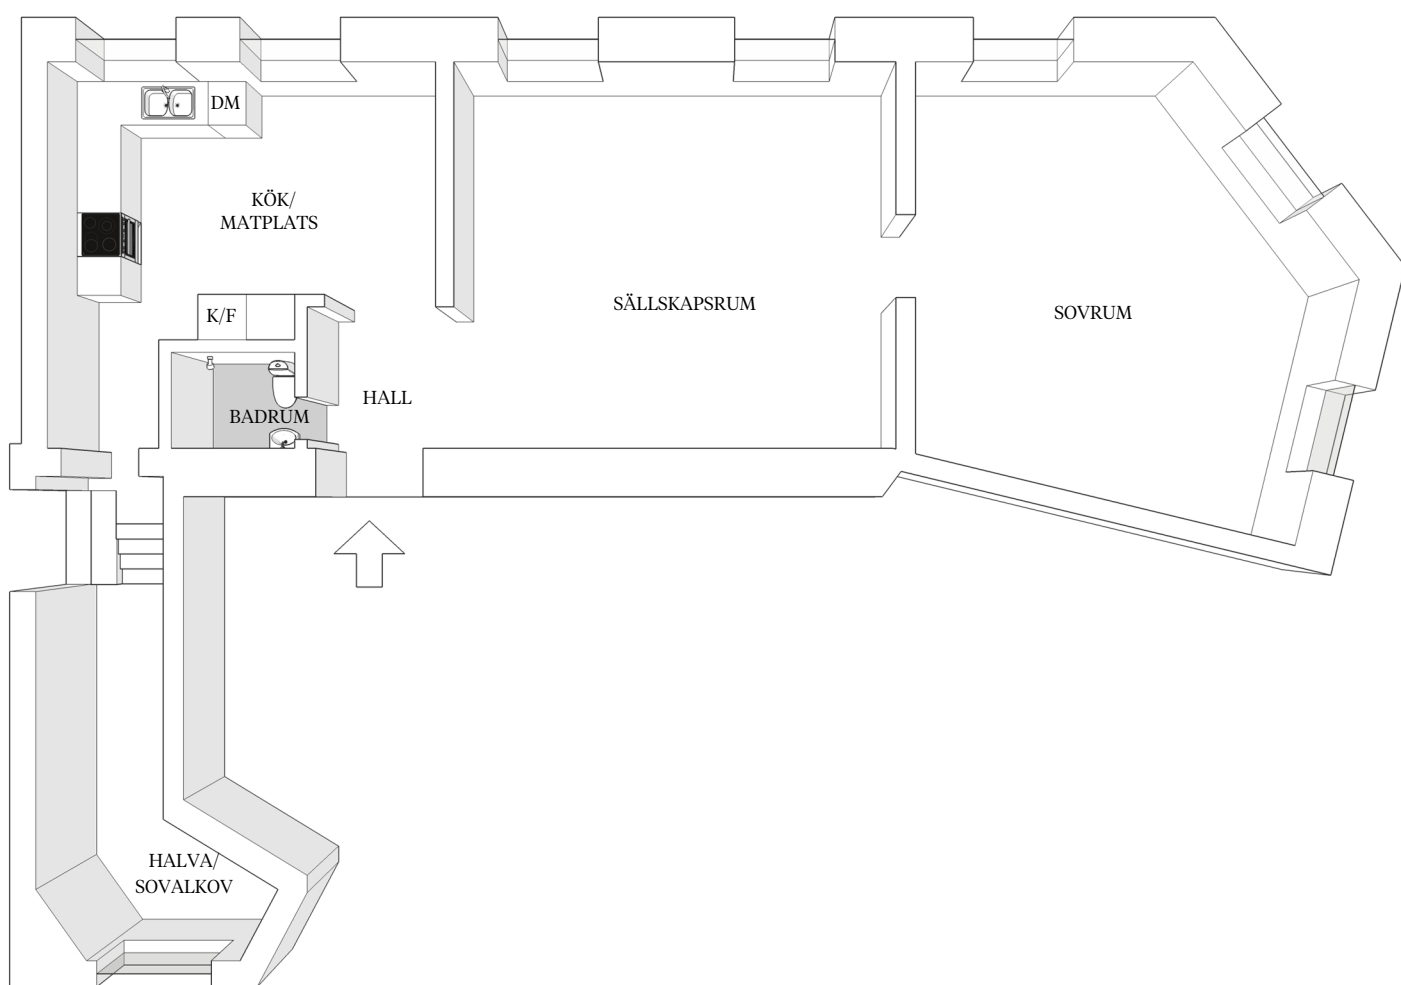 DM
KÖK/
MATPLATS
K/F
SÄLLSKAPSRUM
SOVRUM
HALL
BADRUM
HALVA/
SOVALKOV